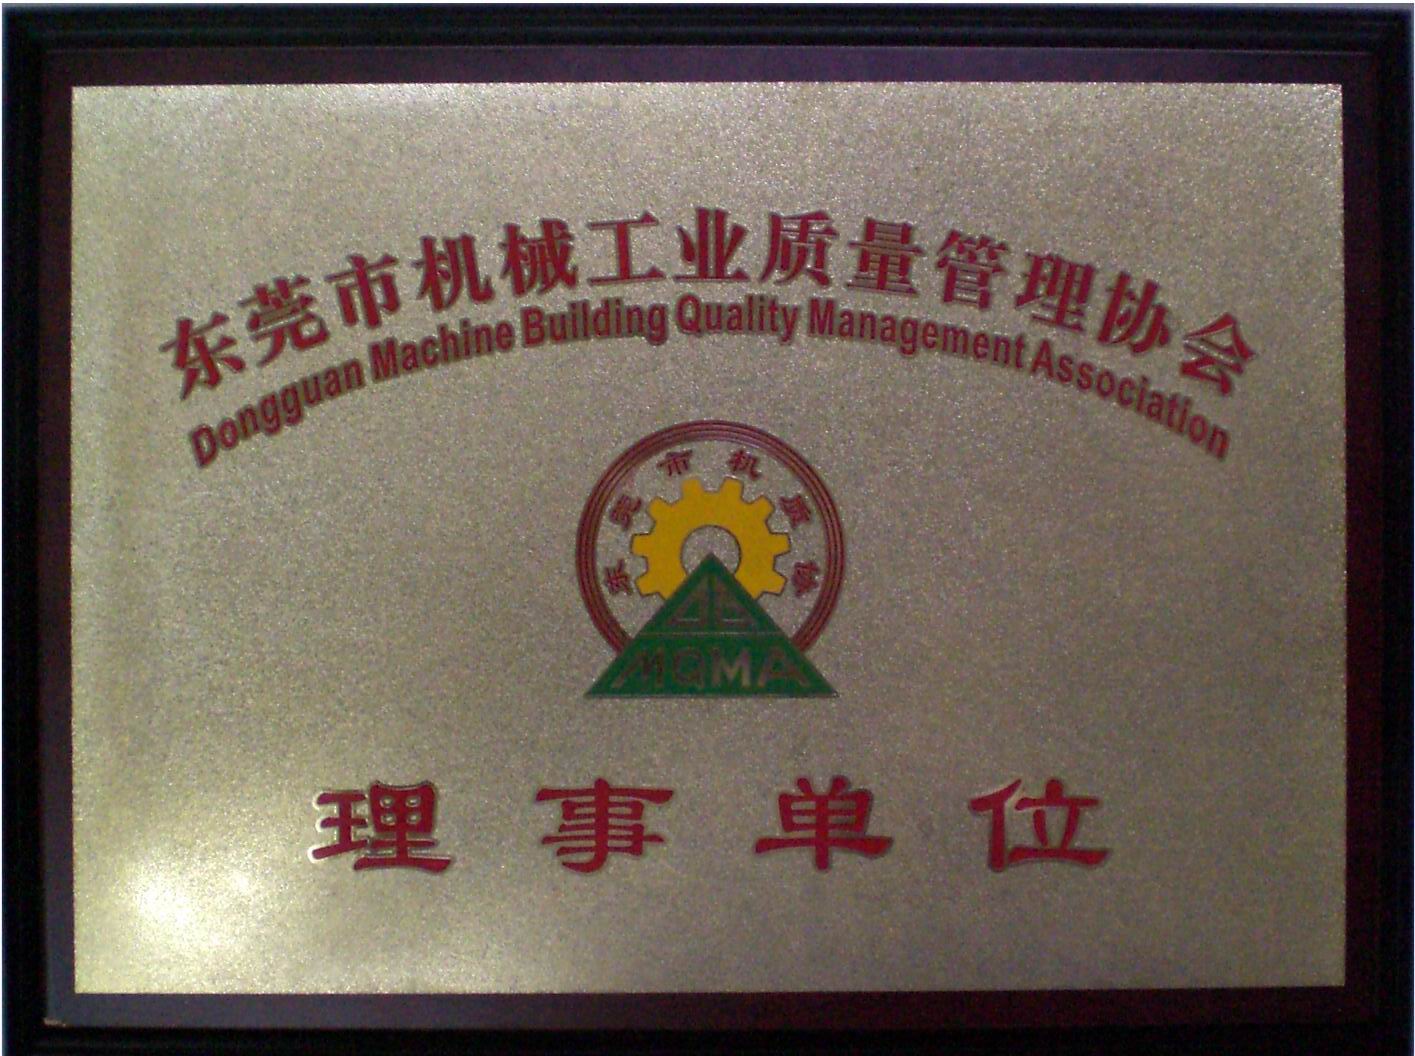 东莞市机械工业质量管理协会
Dongguan Machine Building Quality Management Association
东莞市机质协
MQMA
理事单位